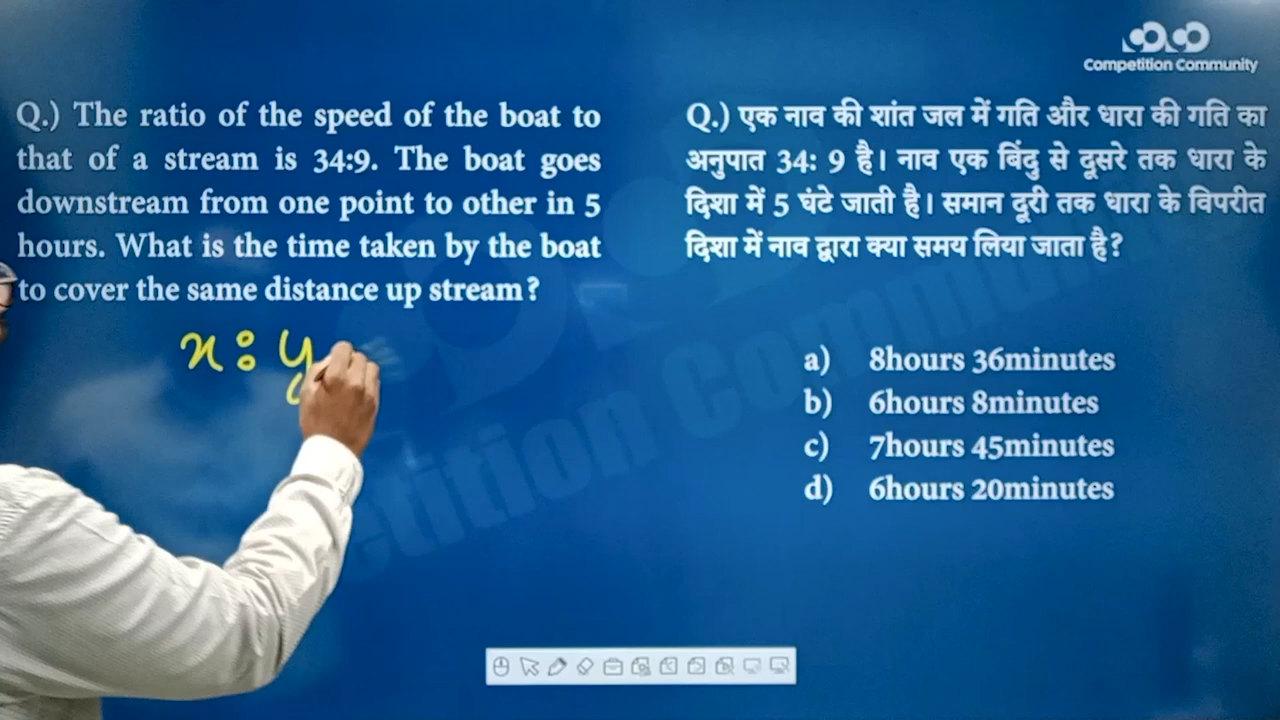 Competition Community
Q.) The ratio of the speed of the boat to
that of a stream is 34:9. The boat goes
downstream from one point to other in 5
hours. What is the time taken by the boat
to cover the same distance up stream?
x : y
Q.) एक नाव की शांत जल में गति और धारा की गति का
अनुपात 34: 9 है। नाव एक बिंदु से दूसरे तक धारा के
दिशा में 5 घंटे जाती है। समान दूरी तक धारा के विपरीत
दिशा में नाव द्वारा क्या समय लिया जाता है?
a) 8hours 36minutes
b) 6hours 8minutes
c) 7hours 45minutes
d) 6hours 20minutes